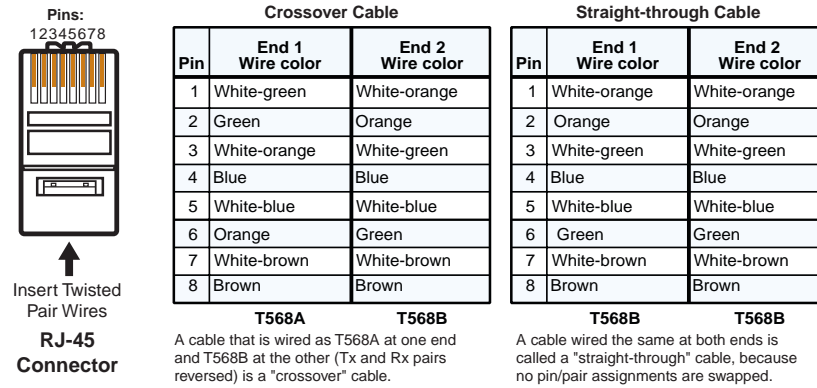 Pins:
12345678
Insert Twisted
Pair Wires
RJ-45
Connector
Crossover Cable
Pin End 1 Wire color End 2 Wire color
1 White-green White-orange
2 Green Orange
3 White-orange White-green
4 Blue Blue
5 White-blue White-blue
6 Orange Green
7 White-brown White-brown
8 Brown Brown
T568A T568B
A cable that is wired as T568A at one end
and T568B at the other (Tx and Rx pairs
reversed) is a "crossover" cable.
Straight-through Cable
Pin End 1 Wire color End 2 Wire color
1 White-orange White-orange
2 Orange Orange
3 White-green White-green
4 Blue Blue
5 White-blue White-blue
6 Green Green
7 White-brown White-brown
8 Brown Brown
T568B T568B
A cable wired the same at both ends is
called a "straight-through" cable, because
no pin/pair assignments are swapped.